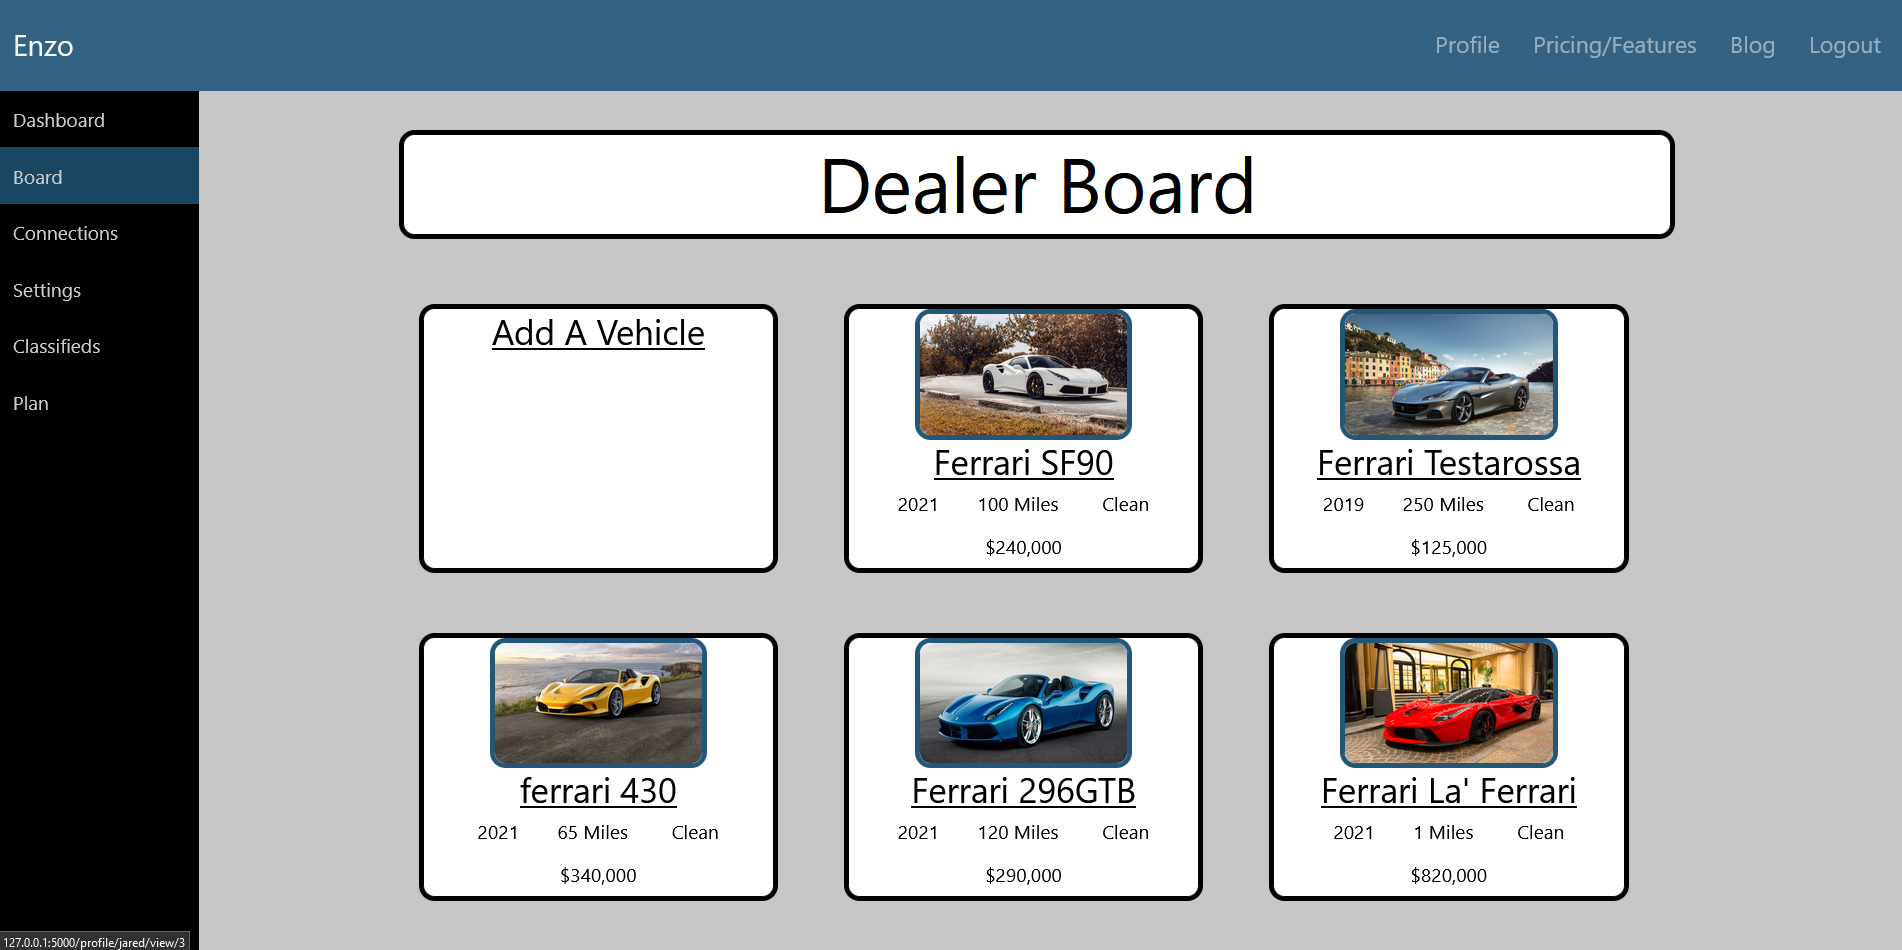 Enzo
Profile Pricing/Features Blog Logout
Dashboard
Board
Connections
Settings
Classifieds
Plan
Dealer Board
Add A Vehicle
Ferrari SF90
2021 100 Miles Clean
$240,000
Ferrari Testarossa
2019 250 Miles Clean
$125,000
ferrari 430
2021 65 Miles Clean
$340,000
Ferrari 296GTB
2021 120 Miles Clean
$290,000
Ferrari La' Ferrari
2021 1 Miles Clean
$820,000
127.0.0.1:5000/profile/jared/view/3